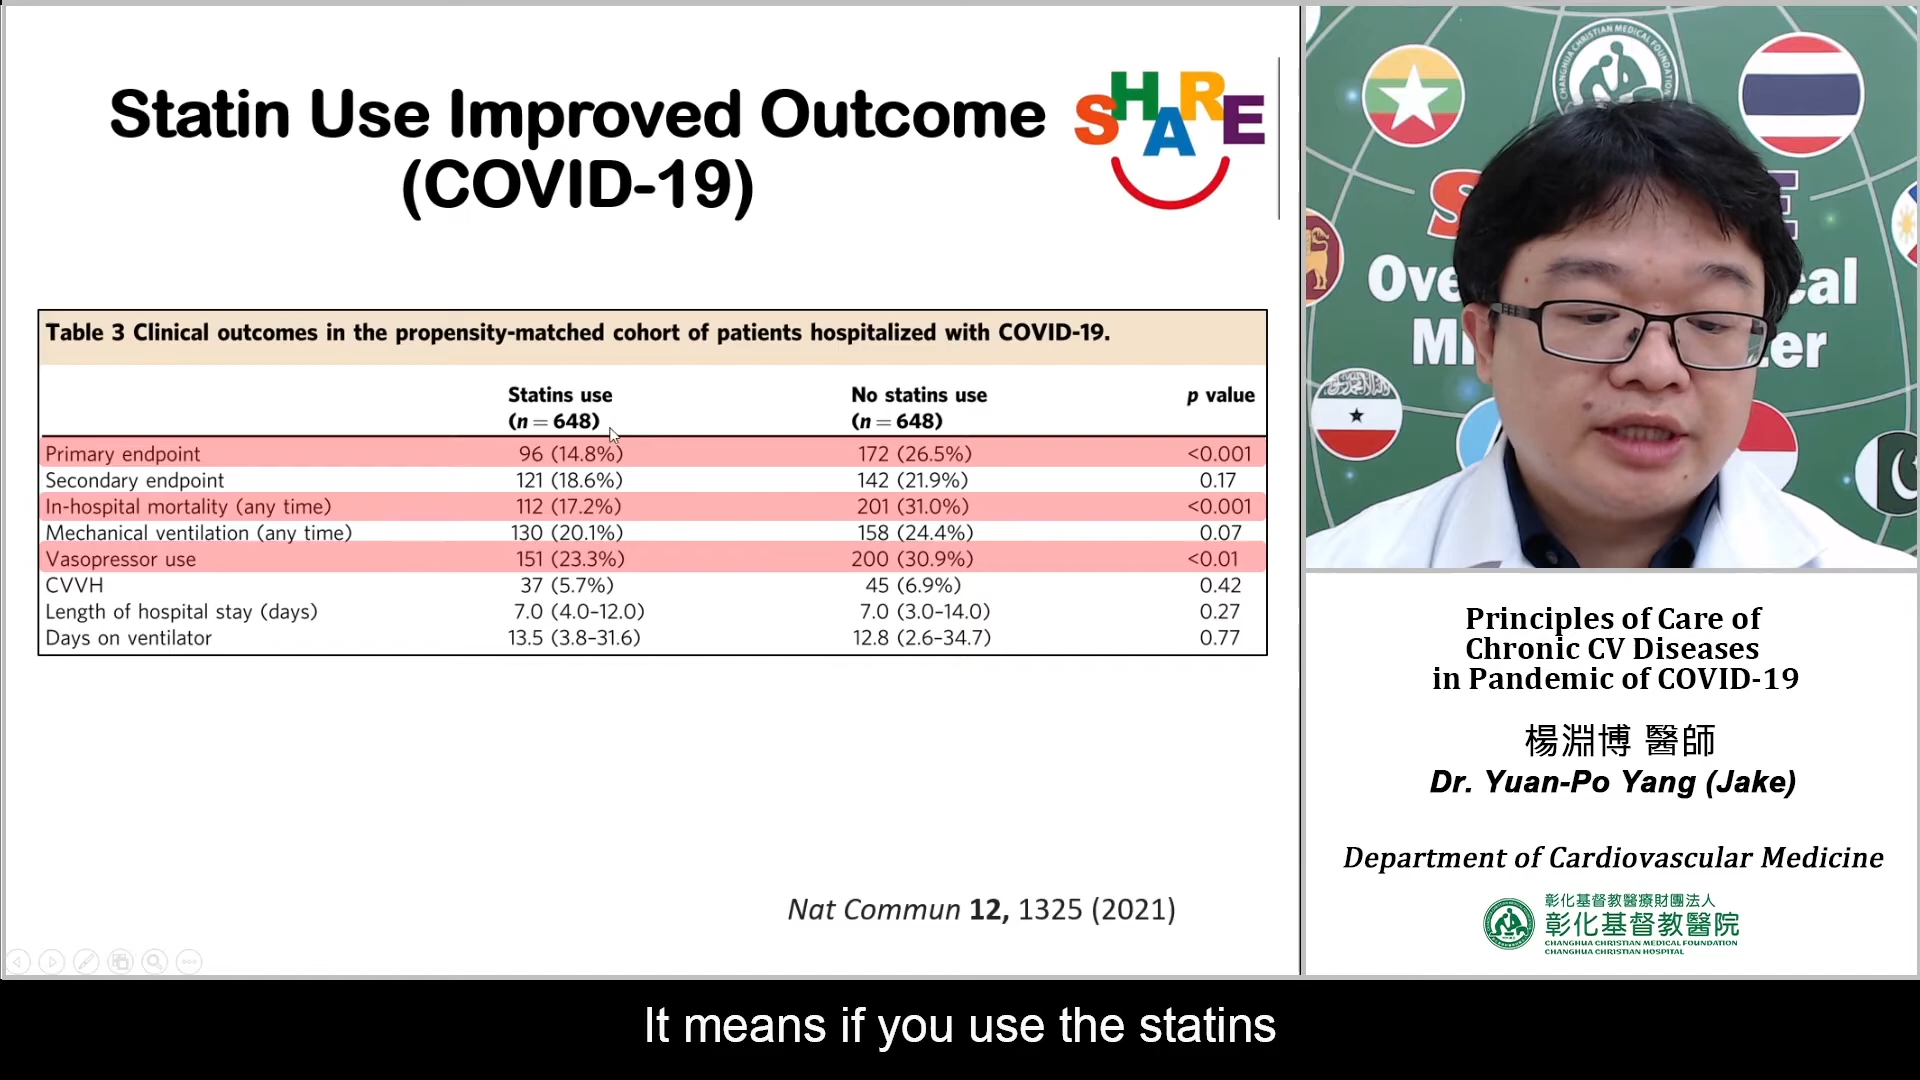 Statin Use Improved Outcome
(COVID-19)
SHARE
Table 3 Clinical outcomes in the propensity-matched cohort of patients hospitalized with COVID-19.
Statins use No statins use p value
(n = 648) (n = 648)
Primary endpoint 96 (14.8%) 172 (26.5%) <0.001
Secondary endpoint 121 (18.6%) 142 (21.9%) 0.17
In-hospital mortality (any time) 112 (17.2%) 201 (31.0%) <0.001
Mechanical ventilation (any time) 130 (20.1%) 158 (24.4%) 0.07
Vasopressor use 151 (23.3%) 200 (30.9%) <0.01
CVVH 37 (5.7%) 45 (6.9%) 0.42
Length of hospital stay (days) 7.0 (4.0–12.0) 7.0 (3.0–14.0) 0.27
Days on ventilator 13.5 (3.8–31.6) 12.8 (2.6–34.7) 0.77
Nat Commun 12, 1325 (2021)
CHANGHUA CHRISTIAN MEDICAL FOUNDATION
Principles of Care of
Chronic CV Diseases
in Pandemic of COVID-19
楊淵博 醫師
Dr. Yuan-Po Yang (Jake)
Department of Cardiovascular Medicine
彰化基督教醫療財團法人
彰化基督教醫院
CHANGHUA CHRISTIAN MEDICAL FOUNDATION
CHANGHUA CHRISTIAN HOSPITAL
It means if you use the statins